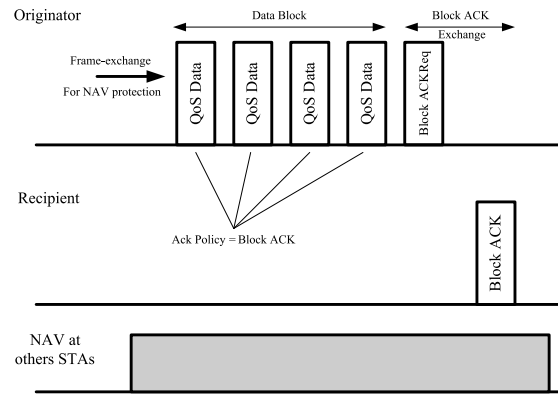 Originator
Data Block
Block ACK
Exchange
Frame-exchange
For NAV protection
QoS Data
QoS Data
QoS Data
QoS Data
Block ACKReq
Recipient
Ack Policy = Block ACK
Block ACK
NAV at
others STAs